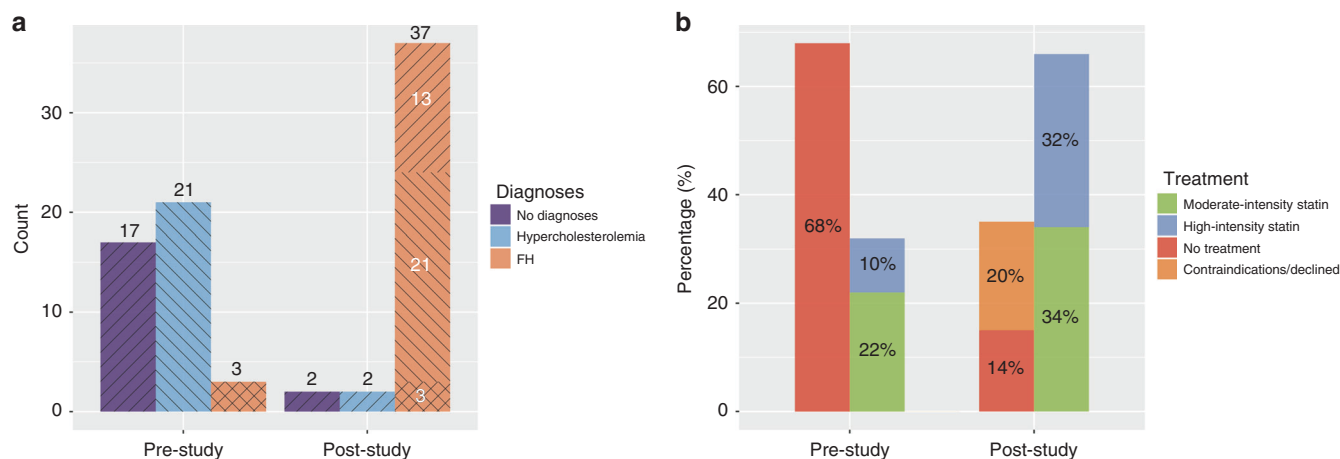 a
Count
30
20
10
0
17
21
3
2
2
37
13
21
3
Pre-study
Post-study
Diagnoses
No diagnoses
Hypercholesterolemia
FH
b
Percentage (%)
60
40
20
0
68%
10%
22%
20%
14%
32%
34%
Pre-study
Post-study
Treatment
Moderate-intensity statin
High-intensity statin
No treatment
Contraindications/declined